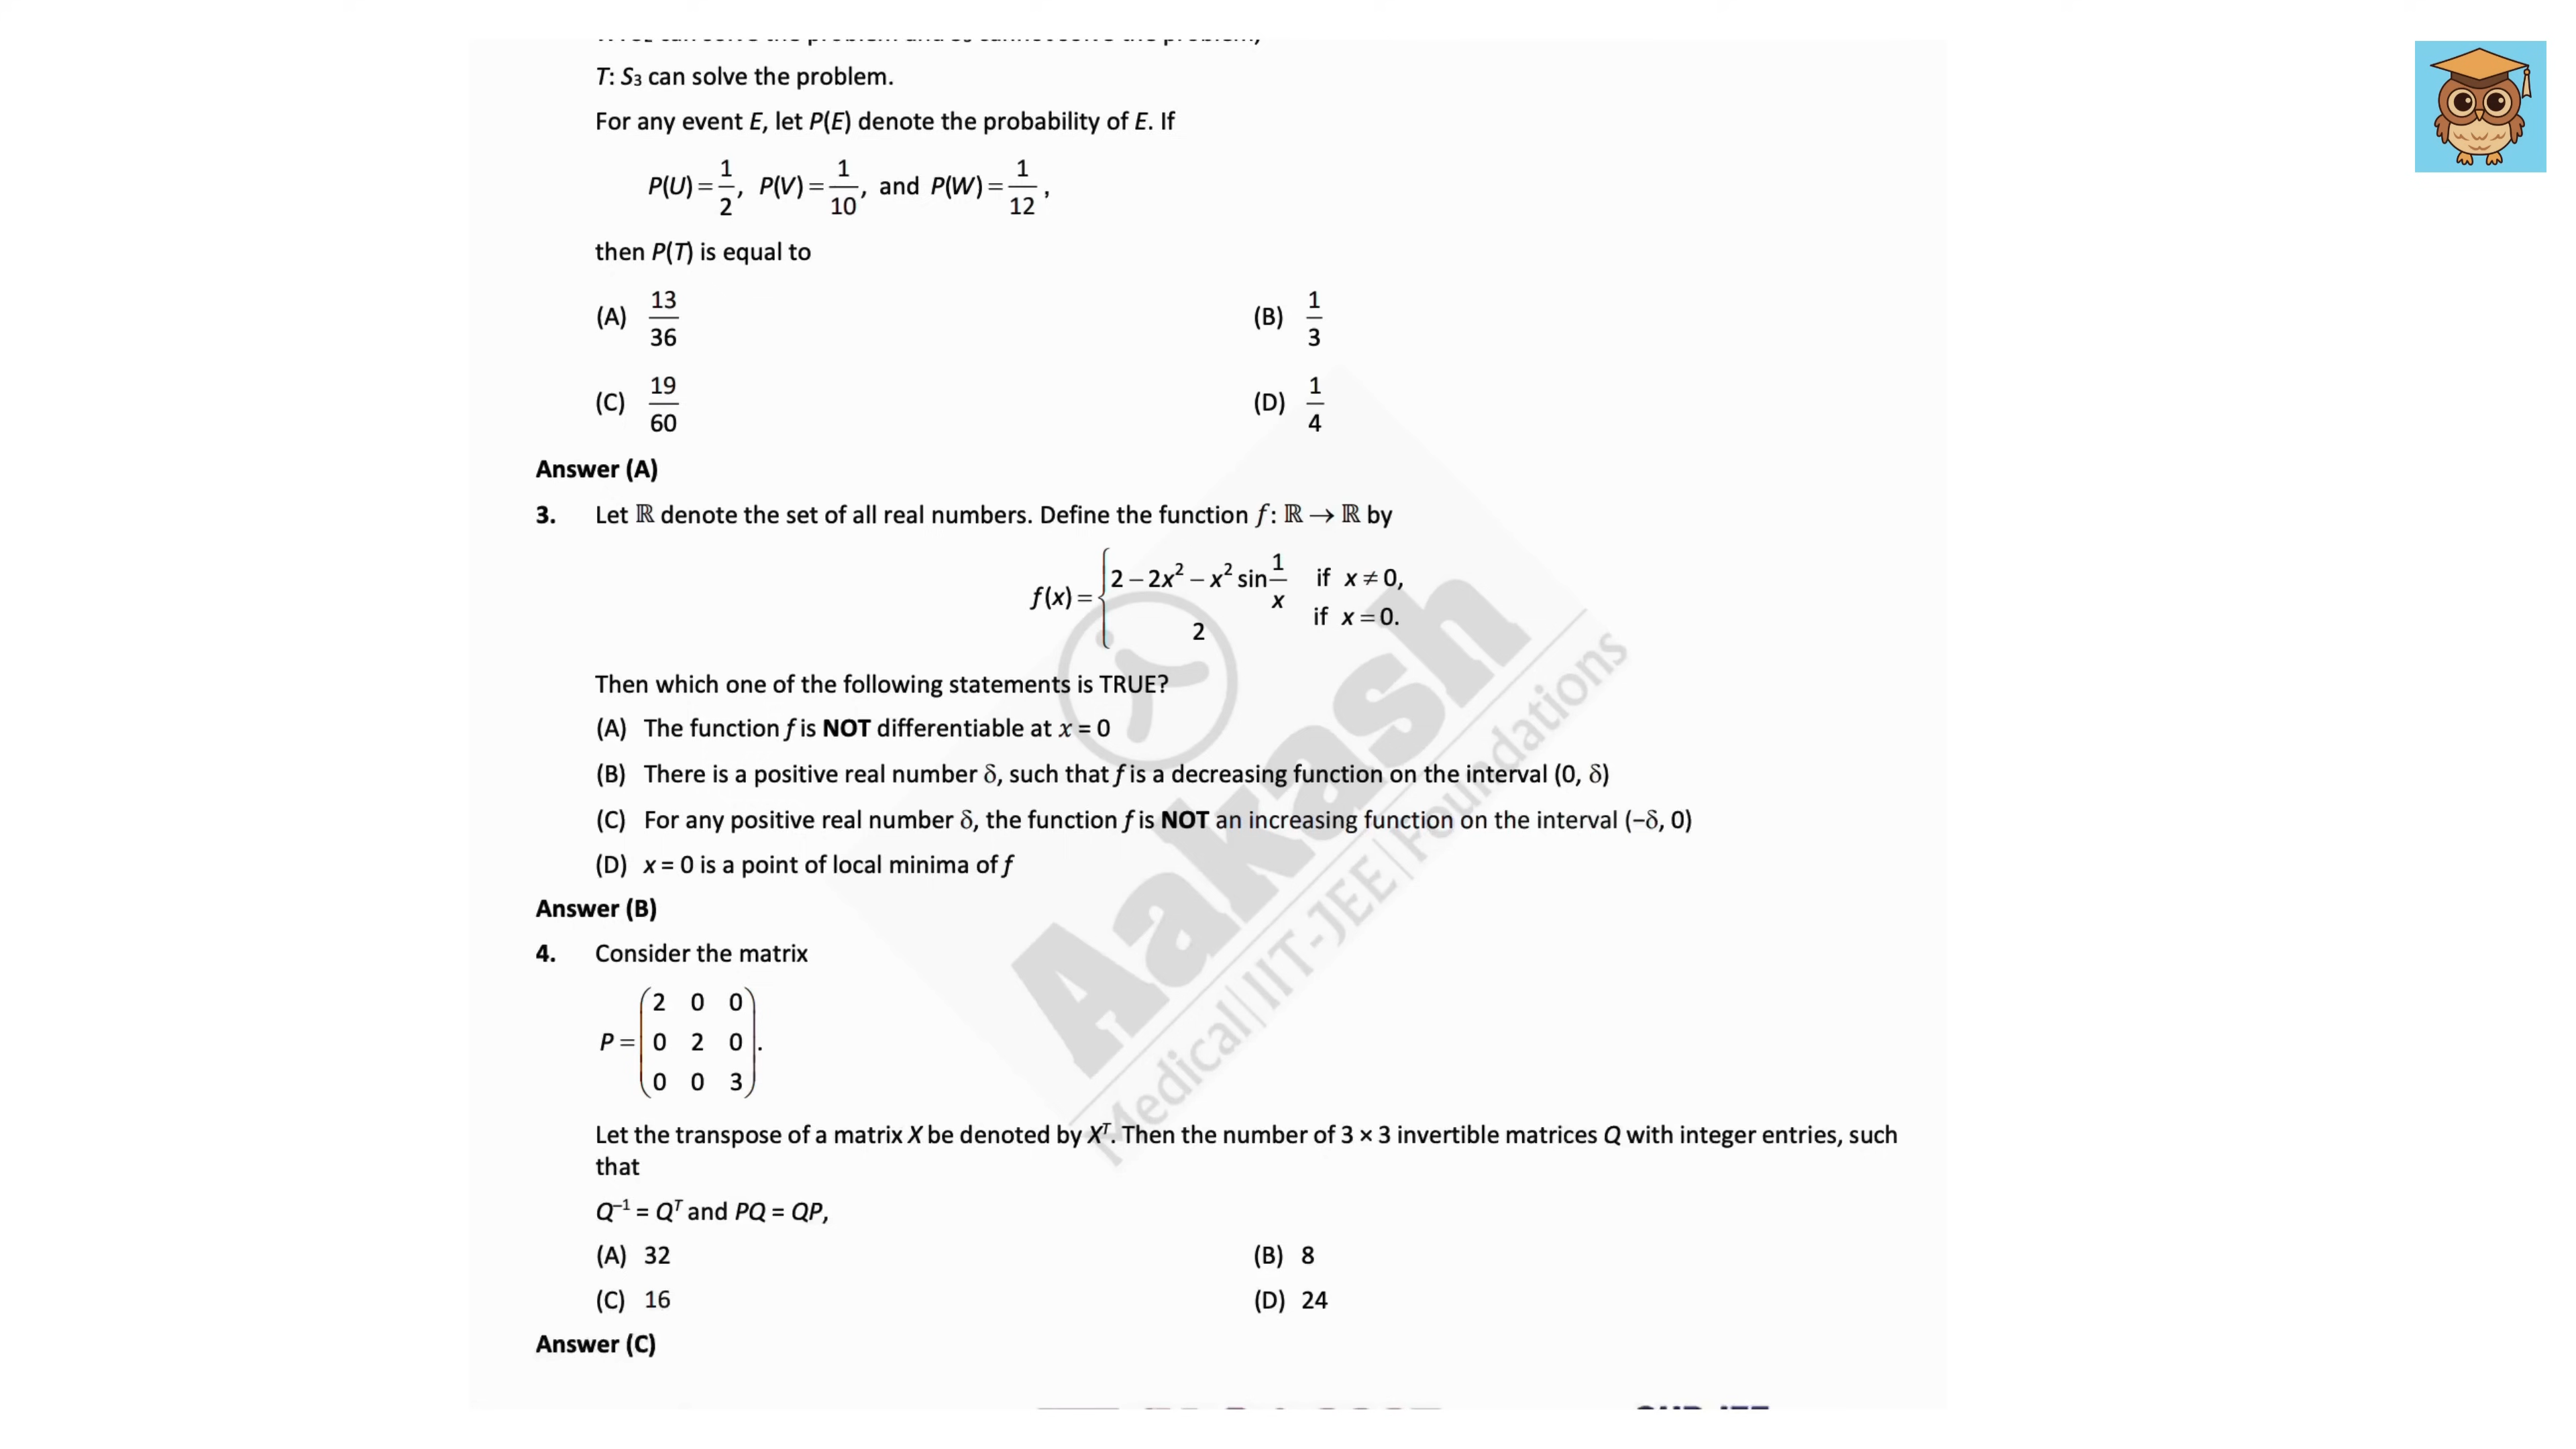 T: S₃ can solve the problem.
For any event E, let P(E) denote the probability of E. If
P(U) = 1/2, P(V) = 1/10, and P(W) = 1/12,
then P(T) is equal to
(A) 13/36 (B) 1/3
(C) 19/60 (D) 1/4
Answer (A)
3. Let ℝ denote the set of all real numbers. Define the function f: ℝ → ℝ by
f(x) = { 2 – 2x² – x² sin 1/x if x ≠ 0,
2 if x = 0.
Then which one of the following statements is TRUE?
(A) The function f is NOT differentiable at x = 0
(B) There is a positive real number δ, such that f is a decreasing function on the interval (0, δ)
(C) For any positive real number δ, the function f is NOT an increasing function on the interval (–δ, 0)
(D) x = 0 is a point of local minima of f
Answer (B)
4. Consider the matrix
P = ( 2 0 0
0 2 0
0 0 3 ).
Let the transpose of a matrix X be denoted by Xᵀ. Then the number of 3 × 3 invertible matrices Q with integer entries, such
that
Q⁻¹ = Qᵀ and PQ = QP,
(A) 32 (B) 8
(C) 16 (D) 24
Answer (C)
Aakash
Medical||IIT-JEE||Foundations